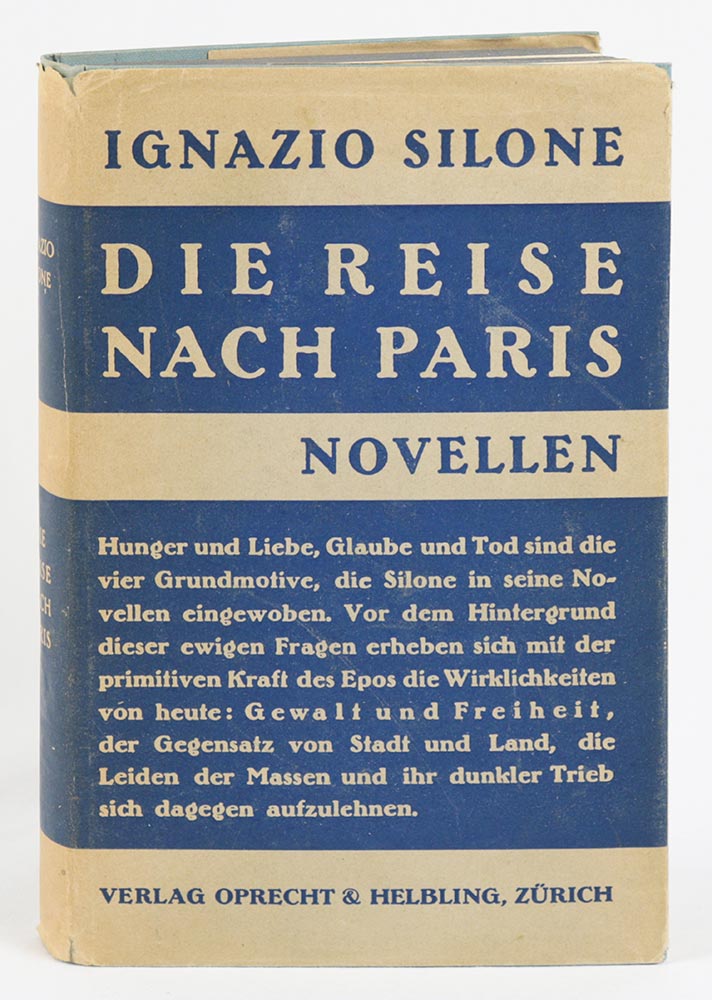 IGNAZIO SILONE
DIE REISE
NACH PARIS
NOVELLEN
Hunger und Liebe, Glaube und Tod sind die
vier Grundmotive, die Silone in seine No-
vellen eingewoben. Vor dem Hintergrund
dieser ewigen Fragen erheben sich mit der
primitiven Kraft des Epos die Wirklichkeiten
von heute: Gewalt und Freiheit,
der Gegensatz von Stadt und Land, die
Leiden der Massen und ihr dunkler Trieb
sich dagegen aufzulehnen.
VERLAG OPRECHT & HELBLING, ZÜRICH